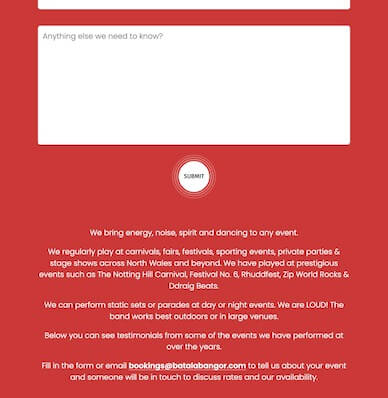 Anything else we need to know?
SUBMIT
We bring energy, noise, spirit and dancing to any event.
We regularly play at carnivals, fairs, festivals, sporting events, private parties &
stage shows across North Wales and beyond. We have played at prestigious
events such as The Notting Hill Carnival, Festival No. 6, Rhuddfest, Zip World Rocks &
Ddraig Beats.
We can perform static sets or parades at day or night events. We are LOUD! The
band works best outdoors or in large venues.
Below you can see testimonials from some of the events we have performed at
over the years.
Fill in the form or email bookings@batalabangor.com to tell us about your event
and someone will be in touch to discuss rates and our availability.